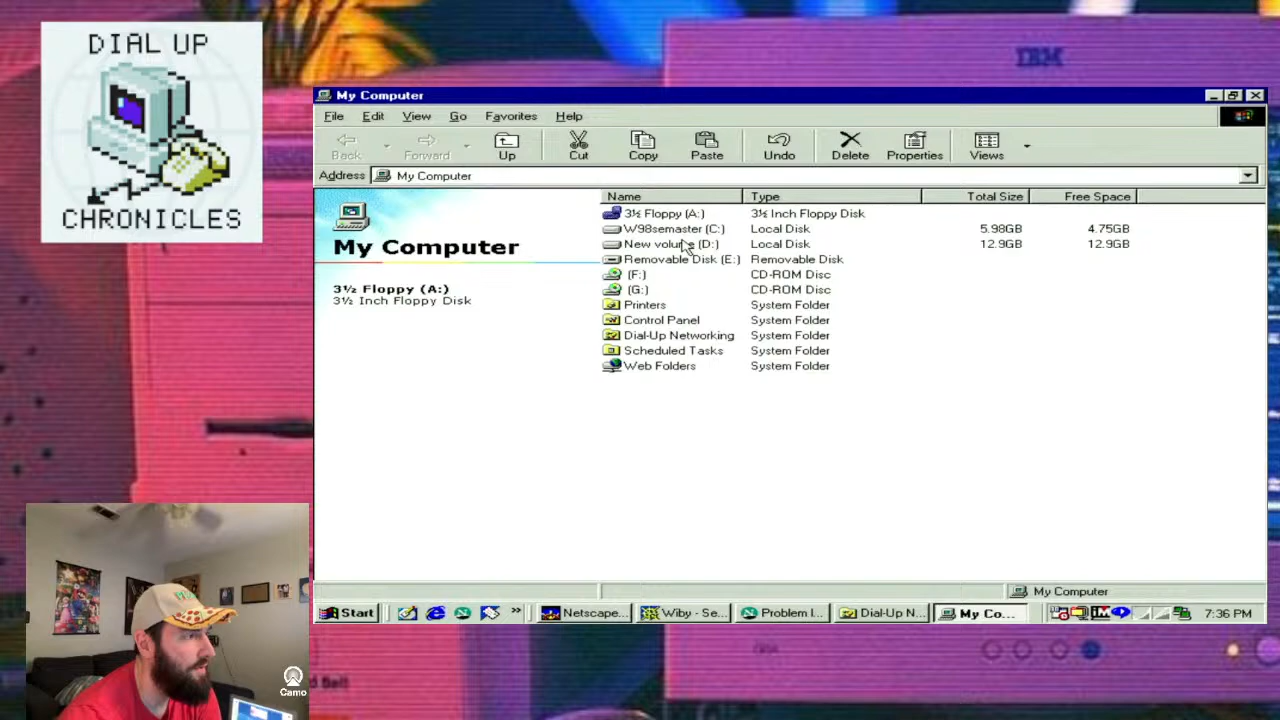 DIAL UP
CHRONICLES
IBM
My Computer
File Edit View Go Favorites Help
Back Forward Up Cut Copy Paste Undo Delete Properties Views
Address My Computer
Name Type Total Size Free Space
3½ Floppy (A:) 3½ Inch Floppy Disk
W98semaster (C:) Local Disk 5.98GB 4.75GB
New volume (D:) Local Disk 12.9GB 12.9GB
Removable Disk (E:) Removable Disk
(F:) CD-ROM Disc
(G:) CD-ROM Disc
Printers System Folder
Control Panel System Folder
Dial-Up Networking System Folder
Scheduled Tasks System Folder
Web Folders System Folder
My Computer
3½ Floppy (A:)
3½ Inch Floppy Disk
My Computer
Start » Netscape... Wiby - Se... Problem l... Dial-Up N... My Co... 7:36 PM
Camo
d Bell